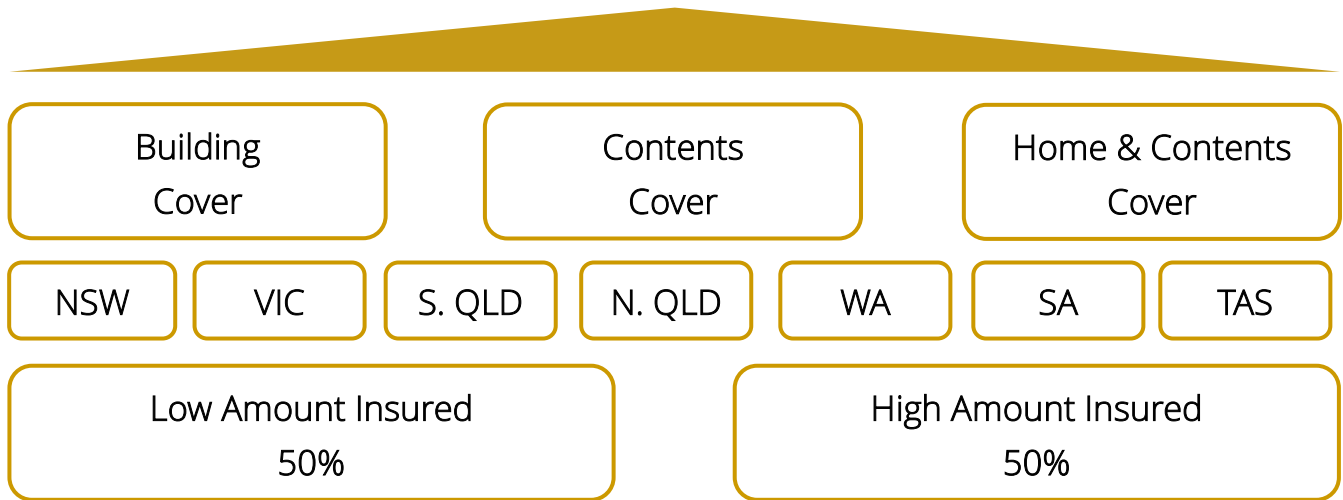 Building
Cover
Contents
Cover
Home & Contents
Cover
NSW
VIC
S. QLD
N. QLD
WA
SA
TAS
Low Amount Insured
50%
High Amount Insured
50%